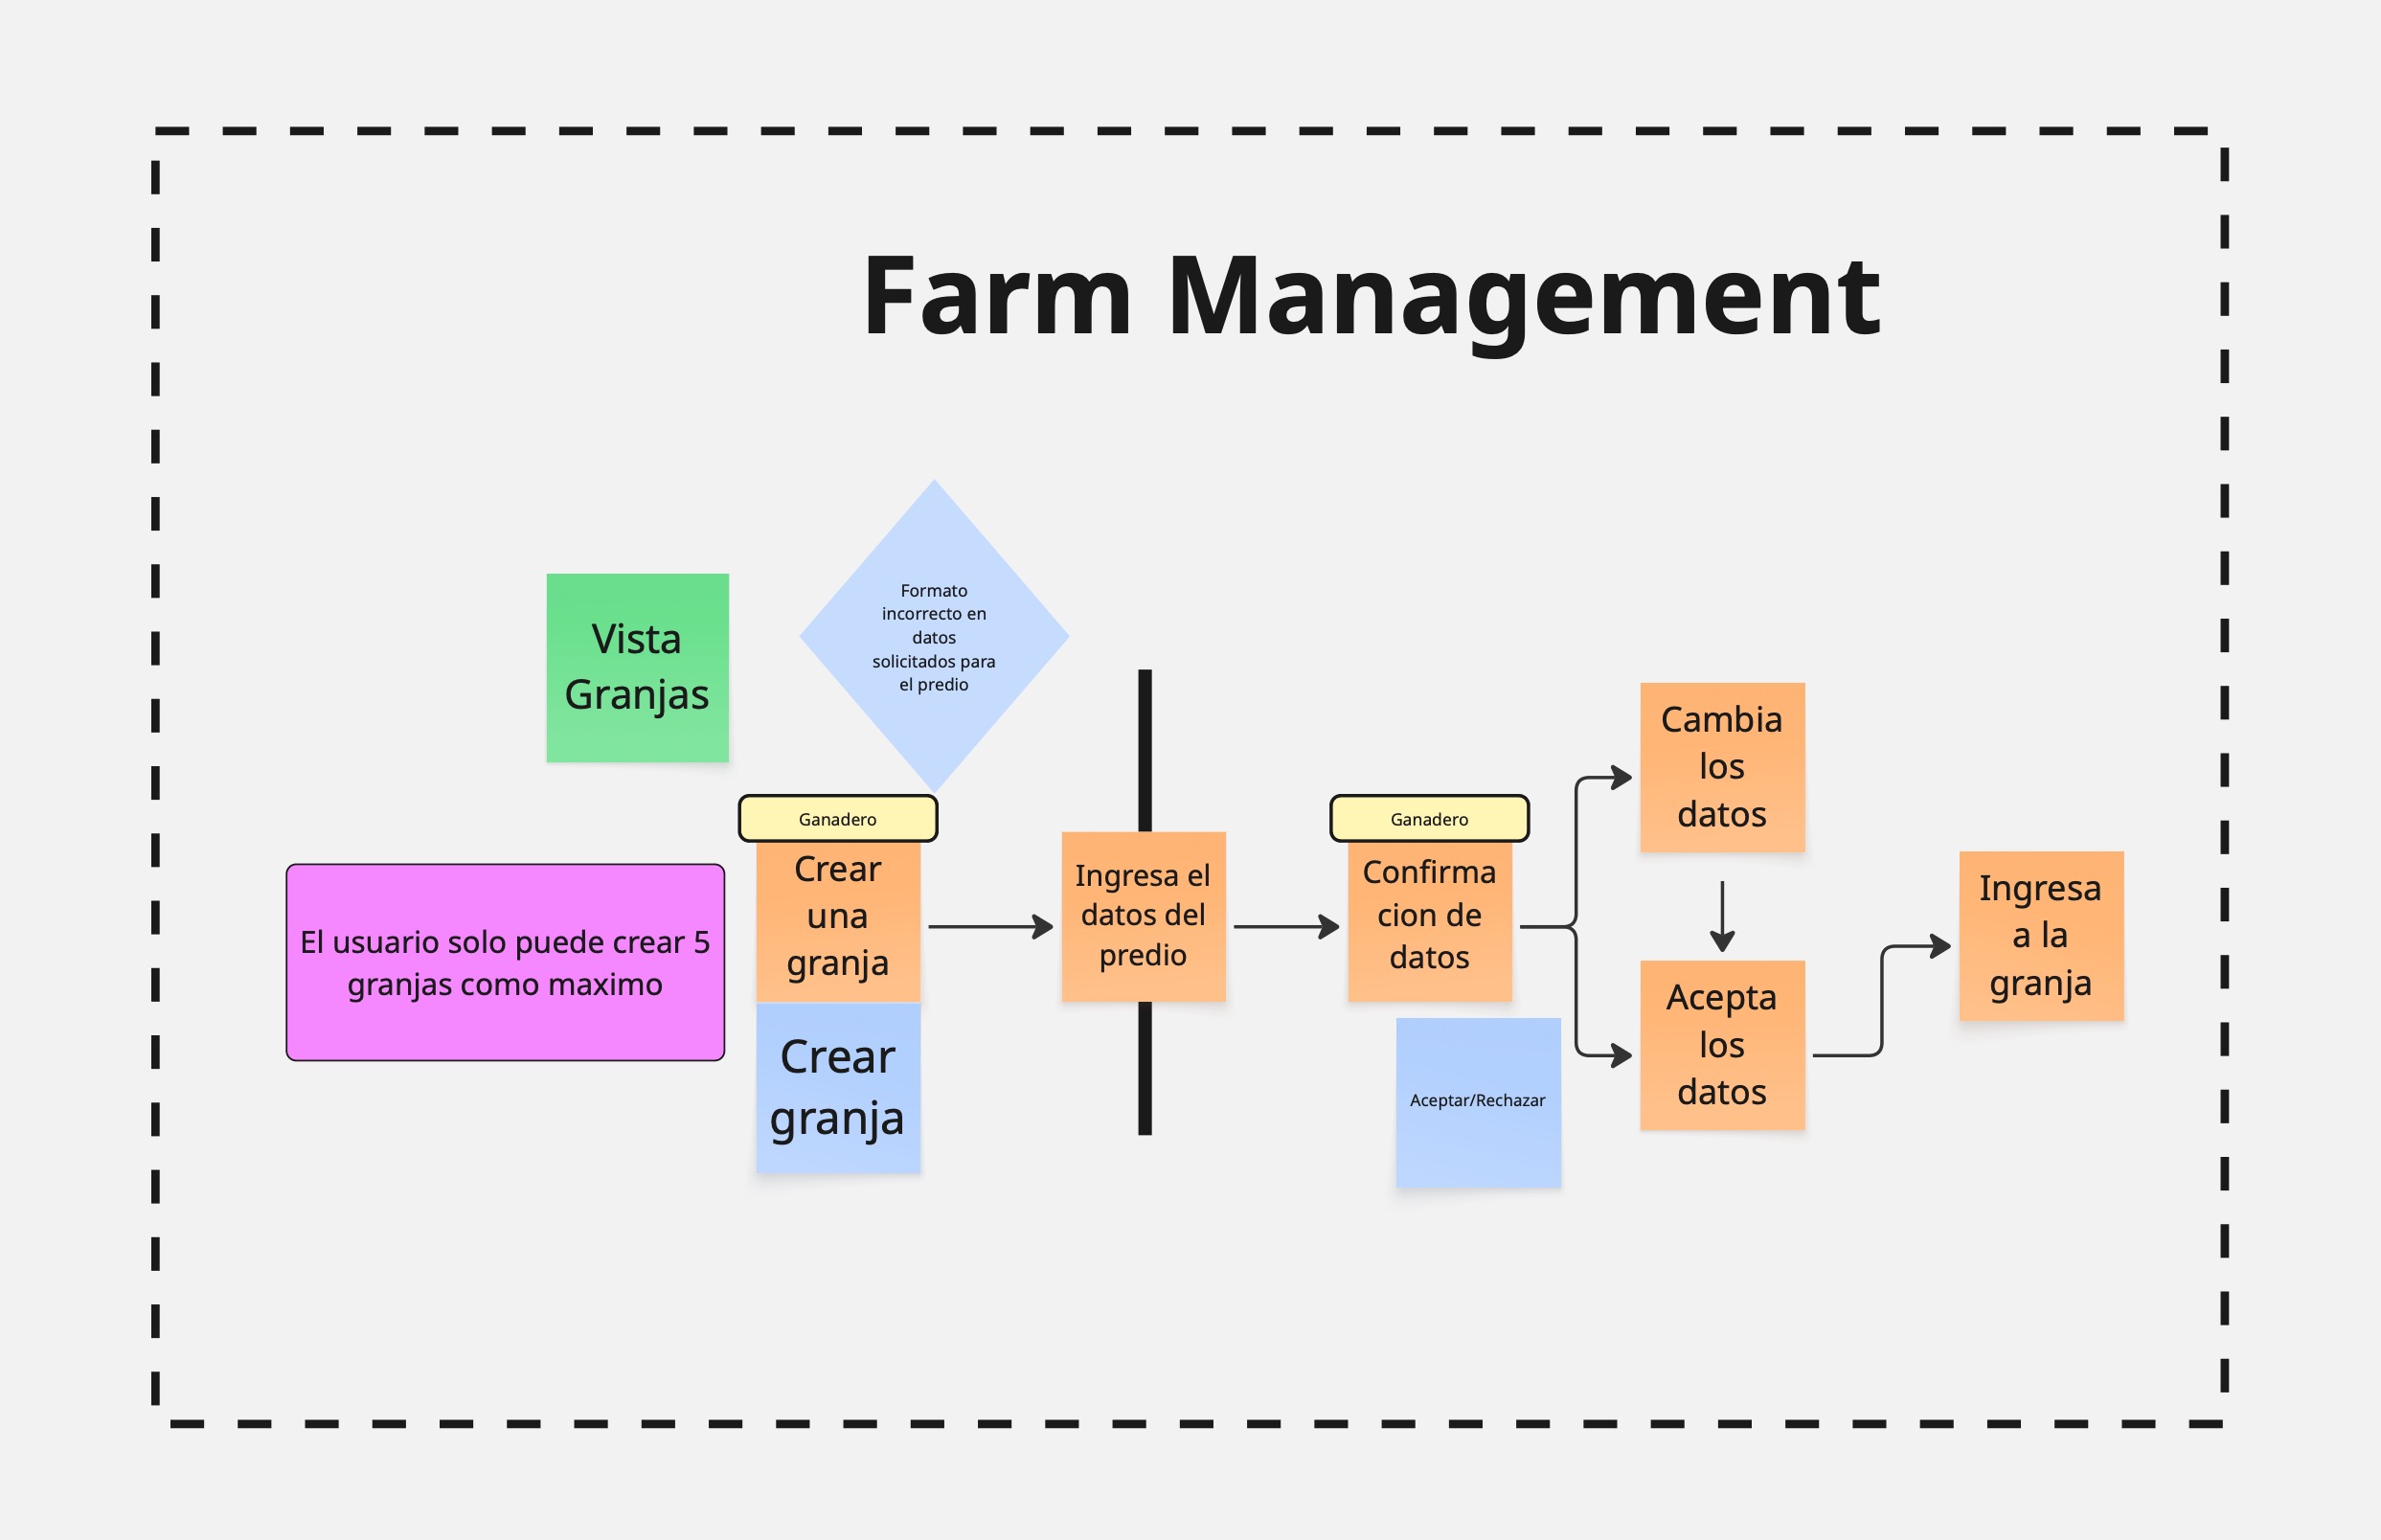 Farm Management
Formato
incorrecto en
datos
solicitados para
el predio
Vista
Granjas
Cambia
los
datos
Ganadero
Ganadero
Crear
una
granja
Ingresa el
datos del
predio
Confirma
cion de
datos
Ingresa
a la
granja
El usuario solo puede crear 5
granjas como maximo
Acepta
los
datos
Crear
granja
Aceptar/Rechazar